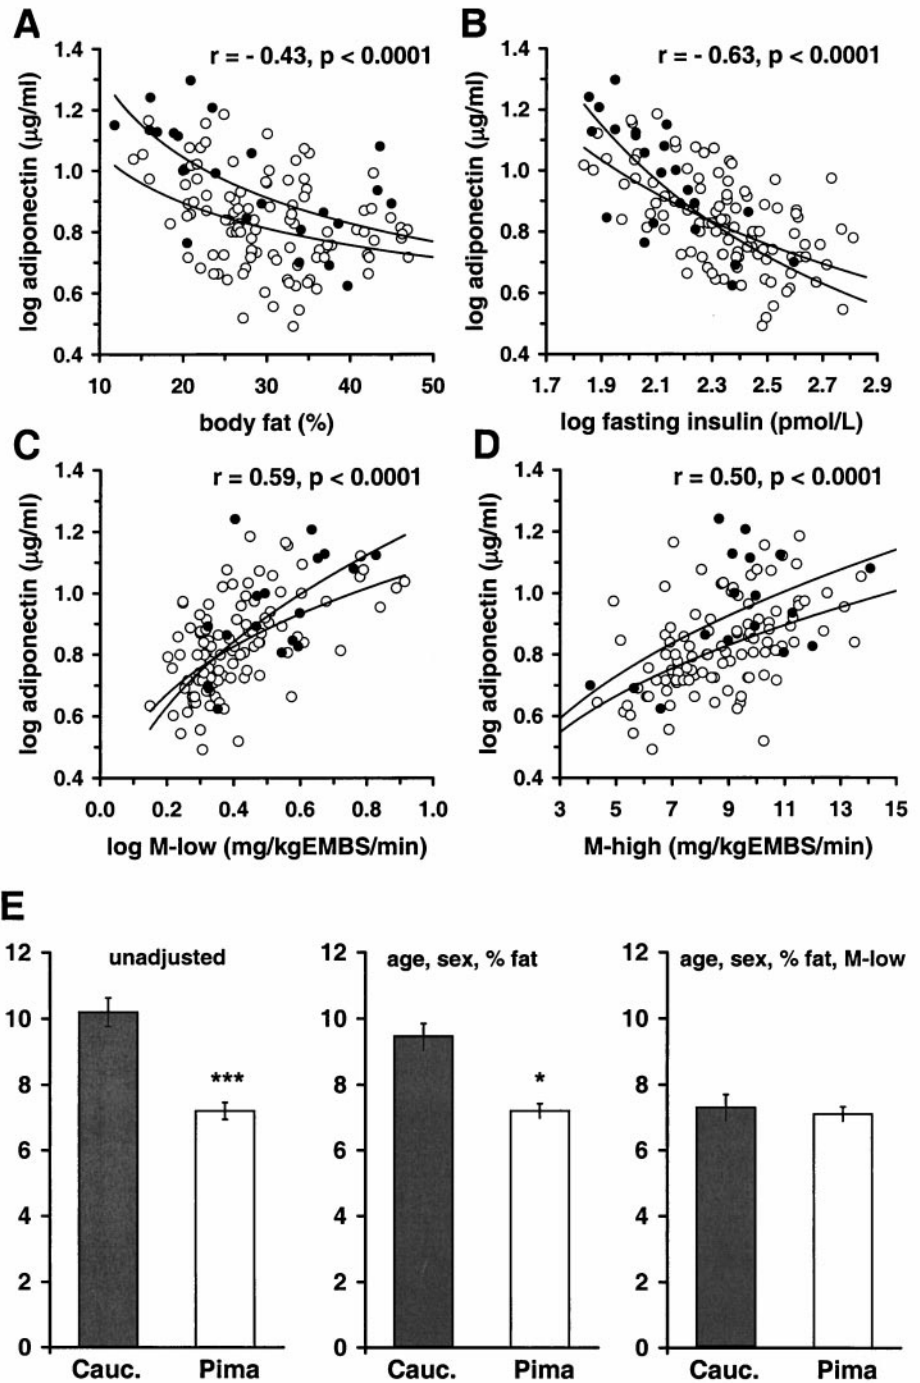 A
r = - 0.43, p < 0.0001
log adiponectin (µg/ml)
1.4
1.2
1.0
0.8
0.6
0.4
10 20 30 40 50
body fat (%)
B
r = - 0.63, p < 0.0001
log adiponectin (µg/ml)
1.4
1.2
1.0
0.8
0.6
0.4
1.7 1.9 2.1 2.3 2.5 2.7 2.9
log fasting insulin (pmol/L)
C
r = 0.59, p < 0.0001
log adiponectin (µg/ml)
1.4
1.2
1.0
0.8
0.6
0.4
0.0 0.2 0.4 0.6 0.8 1.0
log M-low (mg/kgEMBS/min)
D
r = 0.50, p < 0.0001
log adiponectin (µg/ml)
1.4
1.2
1.0
0.8
0.6
0.4
3 5 7 9 11 13 15
M-high (mg/kgEMBS/min)
E
unadjusted
12
10
8
6
4
2
0
***
Cauc. Pima
age, sex, % fat
12
10
8
6
4
2
0
*
Cauc. Pima
age, sex, % fat, M-low
12
10
8
6
4
2
0
Cauc. Pima